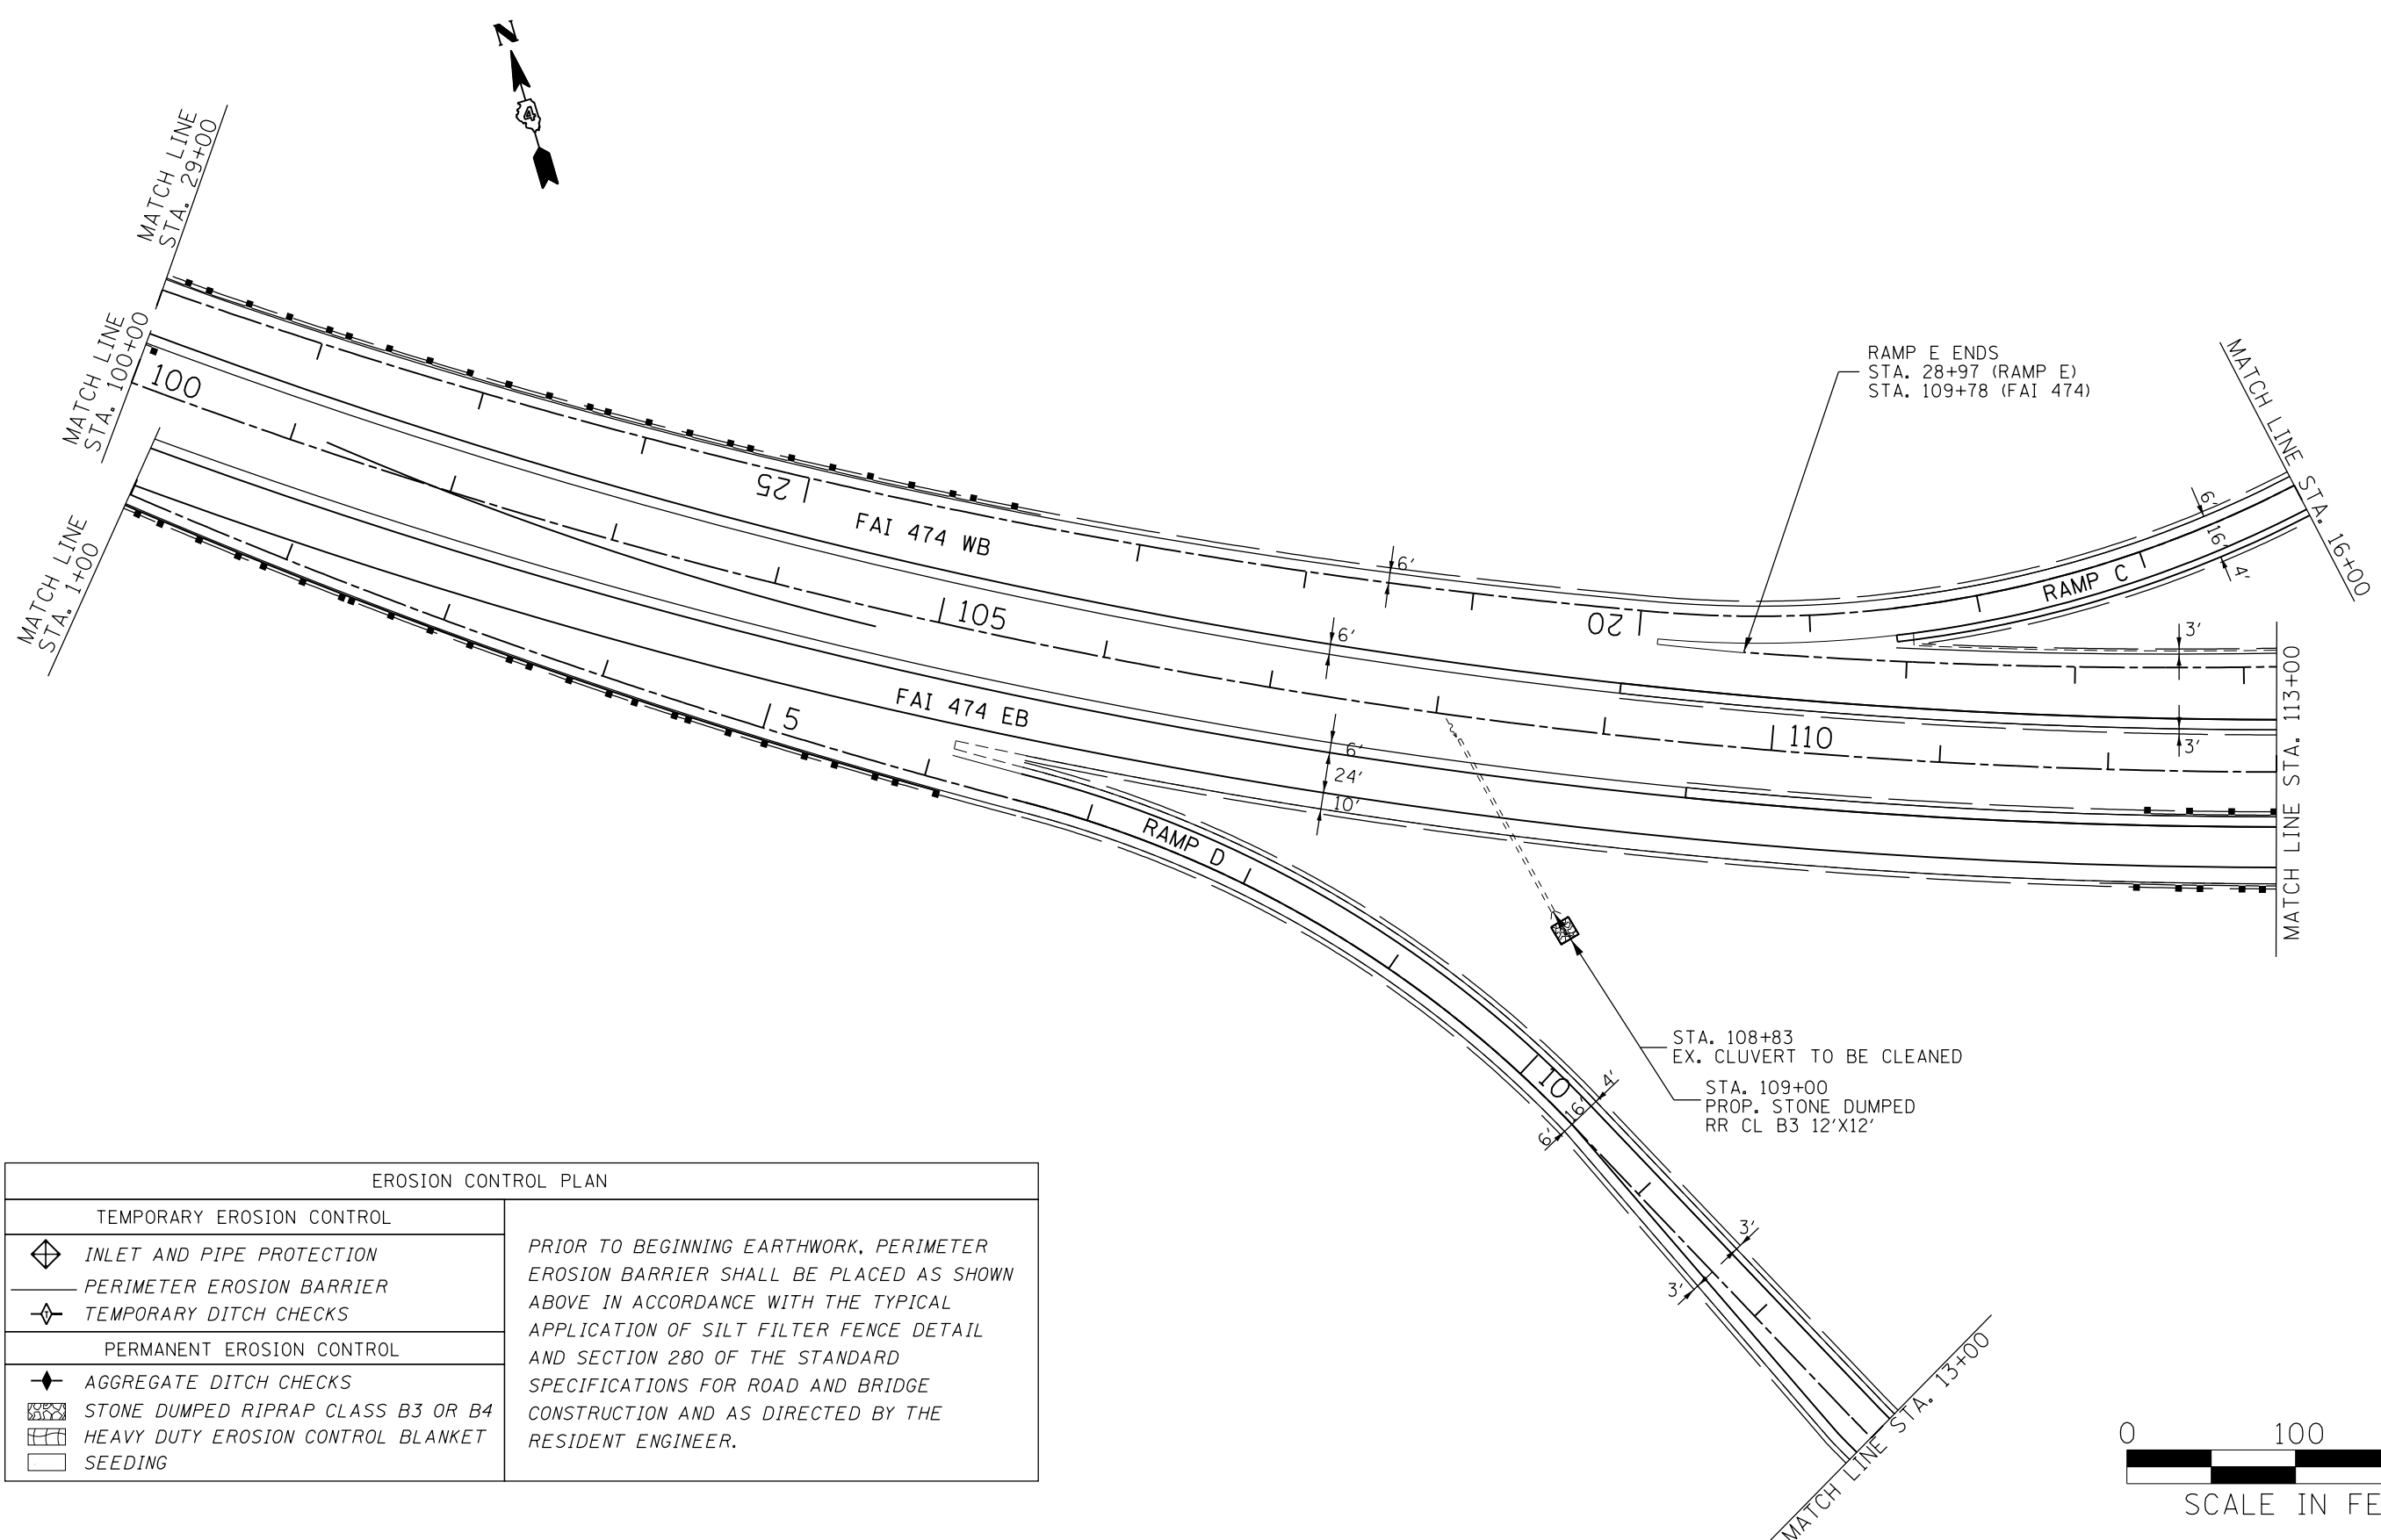 N
4
MATCH LINE
STA. 29+00
MATCH LINE
STA. 100+00
MATCH LINE
STA. 1+00
100
25
FAI 474 WB
105
FAI 474 EB
5
6'
6'
20
RAMP E ENDS
STA. 28+97 (RAMP E)
STA. 109+78 (FAI 474)
MATCH LINE STA. 16+00
6'
16'
4'
RAMP C
3'
3'
110
MATCH LINE STA. 113+00
6'
24'
10'
RAMP D
STA. 108+83
EX. CLUVERT TO BE CLEANED
STA. 109+00
PROP. STONE DUMPED
RR CL B3 12'X12'
10
4'
16'
6'
3'
3'
MATCH LINE STA. 13+00
EROSION CONTROL PLAN
TEMPORARY EROSION CONTROL
INLET AND PIPE PROTECTION
PERIMETER EROSION BARRIER
T
TEMPORARY DITCH CHECKS
PERMANENT EROSION CONTROL
AGGREGATE DITCH CHECKS
STONE DUMPED RIPRAP CLASS B3 OR B4
HEAVY DUTY EROSION CONTROL BLANKET
SEEDING
PRIOR TO BEGINNING EARTHWORK, PERIMETER
EROSION BARRIER SHALL BE PLACED AS SHOWN
ABOVE IN ACCORDANCE WITH THE TYPICAL
APPLICATION OF SILT FILTER FENCE DETAIL
AND SECTION 280 OF THE STANDARD
SPECIFICATIONS FOR ROAD AND BRIDGE
CONSTRUCTION AND AS DIRECTED BY THE
RESIDENT ENGINEER.
0 100
SCALE IN FE